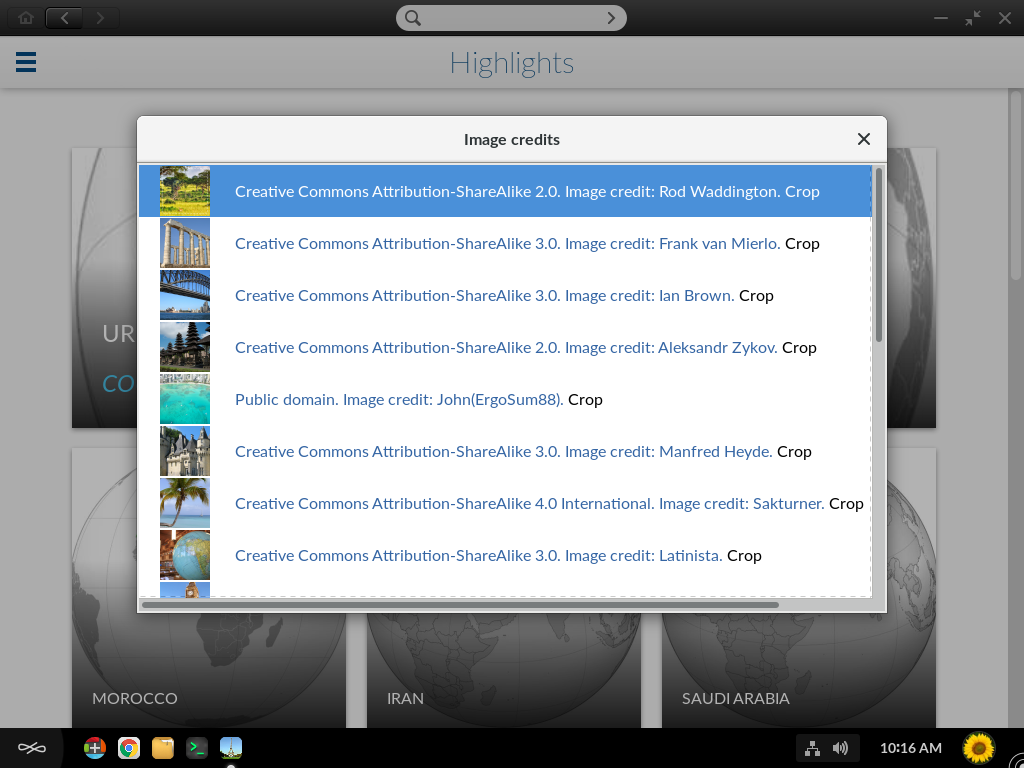 Highlights
Image credits
Creative Commons Attribution-ShareAlike 2.0. Image credit: Rod Waddington. Crop
Creative Commons Attribution-ShareAlike 3.0. Image credit: Frank van Mierlo. Crop
Creative Commons Attribution-ShareAlike 3.0. Image credit: Ian Brown. Crop
Creative Commons Attribution-ShareAlike 2.0. Image credit: Aleksandr Zykov. Crop
Public domain. Image credit: John(ErgoSum88). Crop
Creative Commons Attribution-ShareAlike 3.0. Image credit: Manfred Heyde. Crop
Creative Commons Attribution-ShareAlike 4.0 International. Image credit: Sakturner. Crop
Creative Commons Attribution-ShareAlike 3.0. Image credit: Latinista. Crop
UR
CO
MOROCCO
IRAN
SAUDI ARABIA
10:16 AM